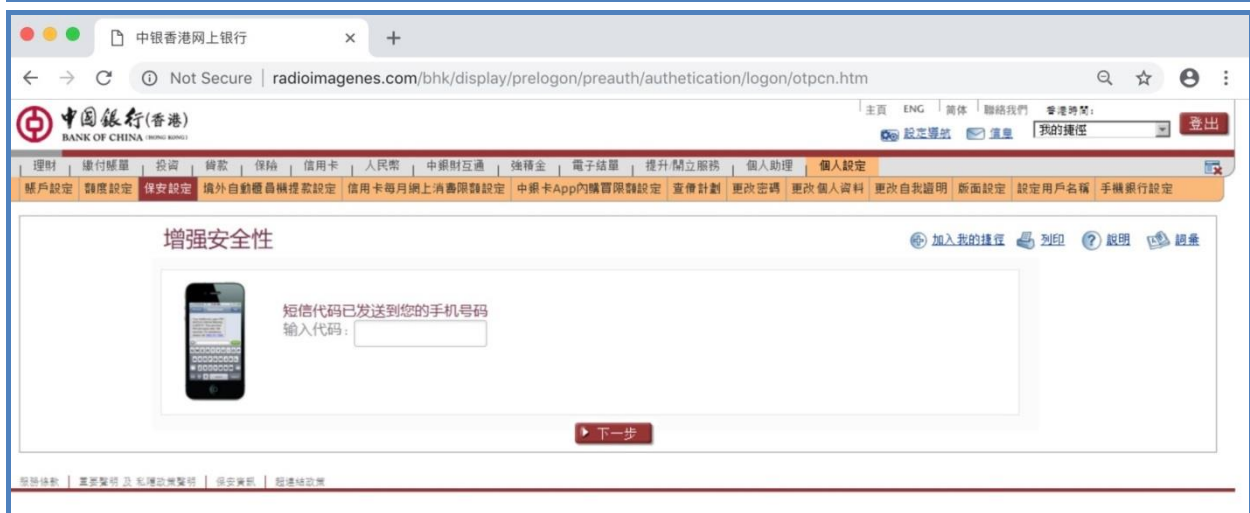 中银香港网上银行
Not Secure | radioimagenes.com/bhk/display/prelogon/preauth/authetication/logon/otpcn.htm
中國銀行(香港)
BANK OF CHINA (HONG KONG)
主頁 ENG 简体 聯絡我們 香港時間:
設定導航 信息 我的捷徑 登出
理財 繳付帳單 投資 貸款 保險 信用卡 人民幣 中銀財互通 強積金 電子結單 提升/開立服務 個人助理 個人設定
賬戶設定 額度設定 保安設定 境外自動櫃員機提款設定 信用卡每月網上消費限額設定 中銀卡App內購買限額設定 查價計劃 更改密碼 更改個人資料 更改自我證明 版面設定 設定用戶名稱 手機銀行設定
增强安全性
加入我的捷徑 列印 說明 詞彙
短信代码已发送到您的手机号码
输入代码:
下一步
服務條款 | 重要聲明 及 私隱政策聲明 | 保安資訊 | 超連結政策